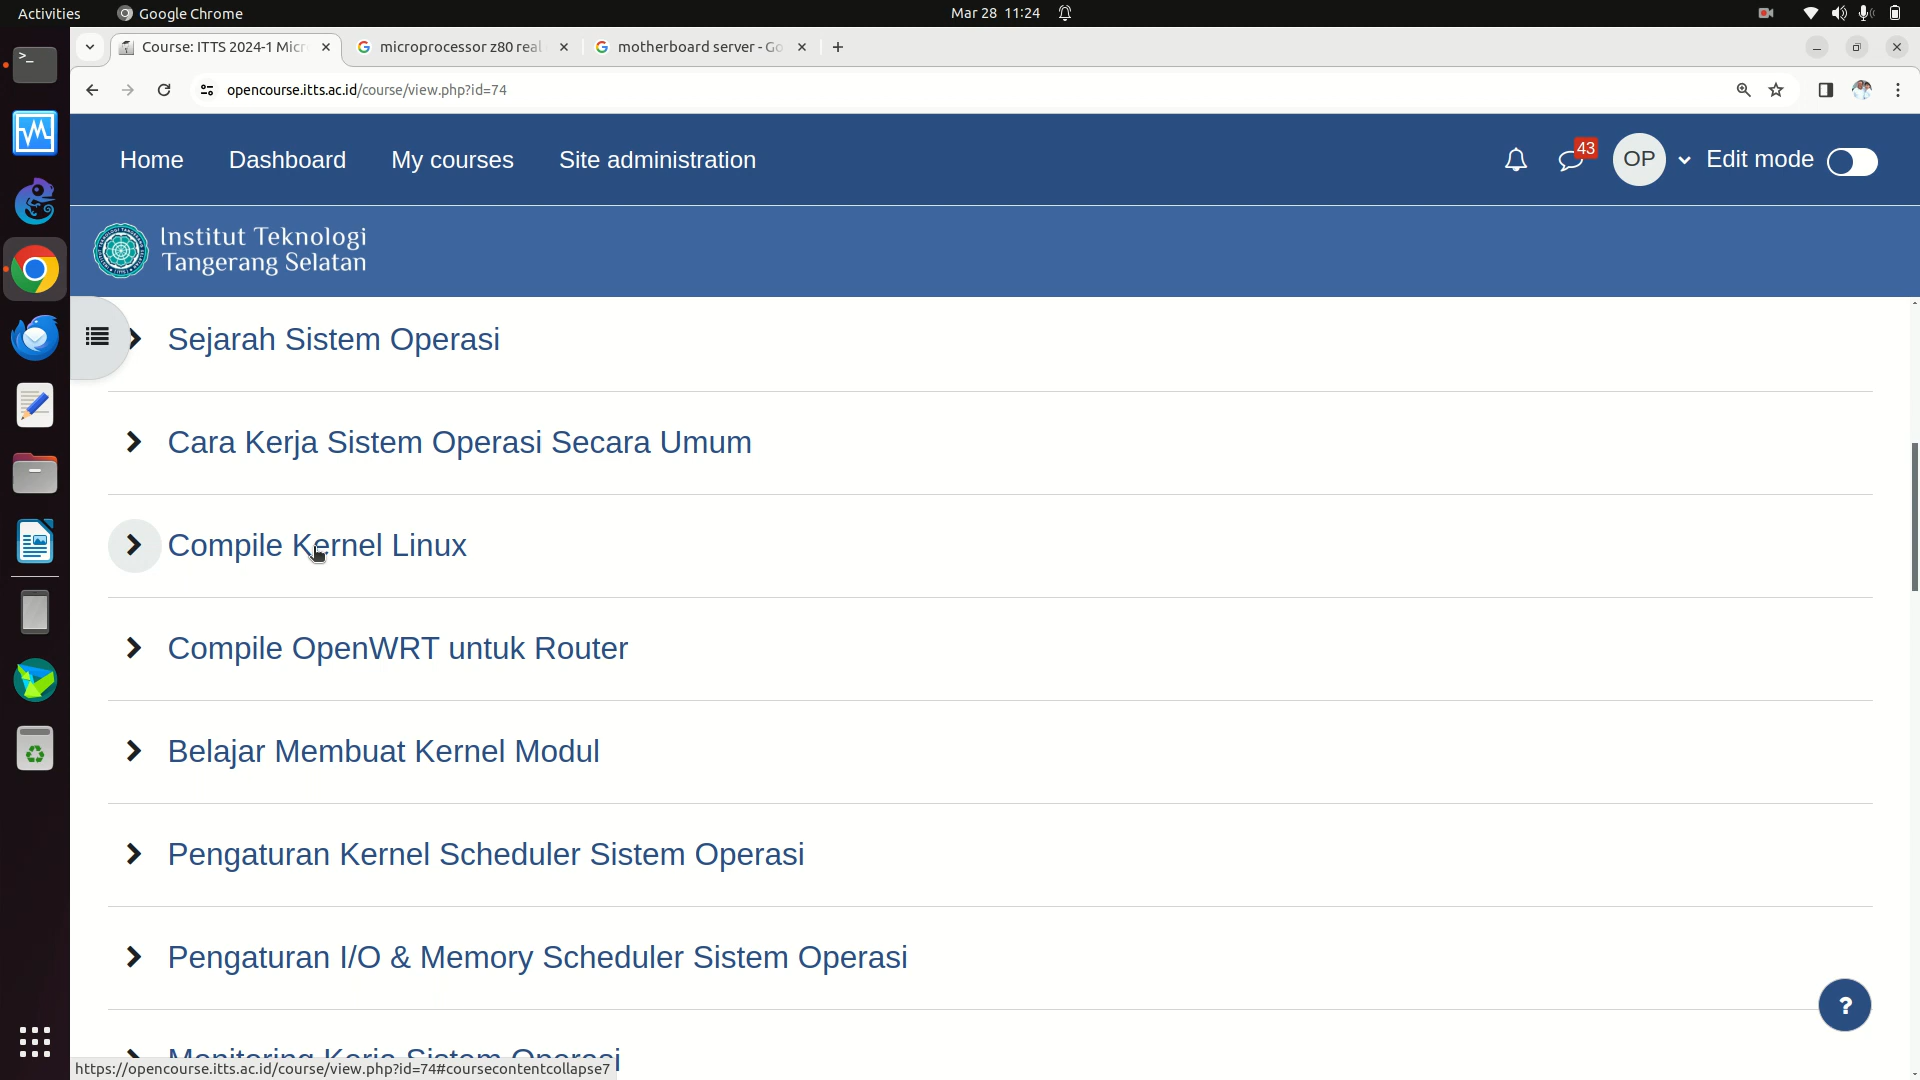 Activities
Google Chrome
Mar 28 11:24
Course: ITTS 2024-1 Micr
microprocessor z80 real
motherboard server - Go
opencourse.itts.ac.id/course/view.php?id=74
Home
Dashboard
My courses
Site administration
43
OP
Edit mode
Institut Teknologi
Tangerang Selatan
Sejarah Sistem Operasi
Cara Kerja Sistem Operasi Secara Umum
Compile Kernel Linux
Compile OpenWRT untuk Router
Belajar Membuat Kernel Modul
Pengaturan Kernel Scheduler Sistem Operasi
Pengaturan I/O & Memory Scheduler Sistem Operasi
?
Monitoring Kerja Sistem Operasi
https://opencourse.itts.ac.id/course/view.php?id=74#coursecontentcollapse7